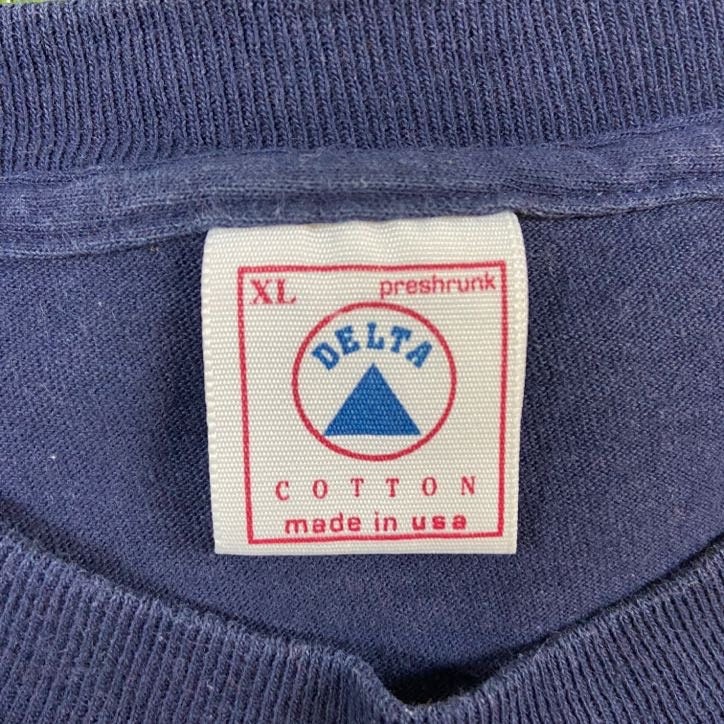 XL preshrunk
DELTA
COTTON
made in usa